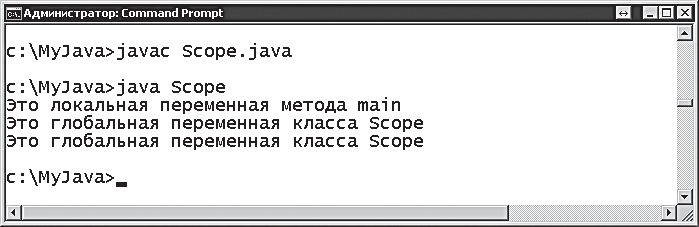 Администратор: Command Prompt
c:\MyJava>javac Scope.java
c:\MyJava>java Scope
Это локальная переменная метода main
Это глобальная переменная класса Scope
Это глобальная переменная класса Scope
c:\MyJava>